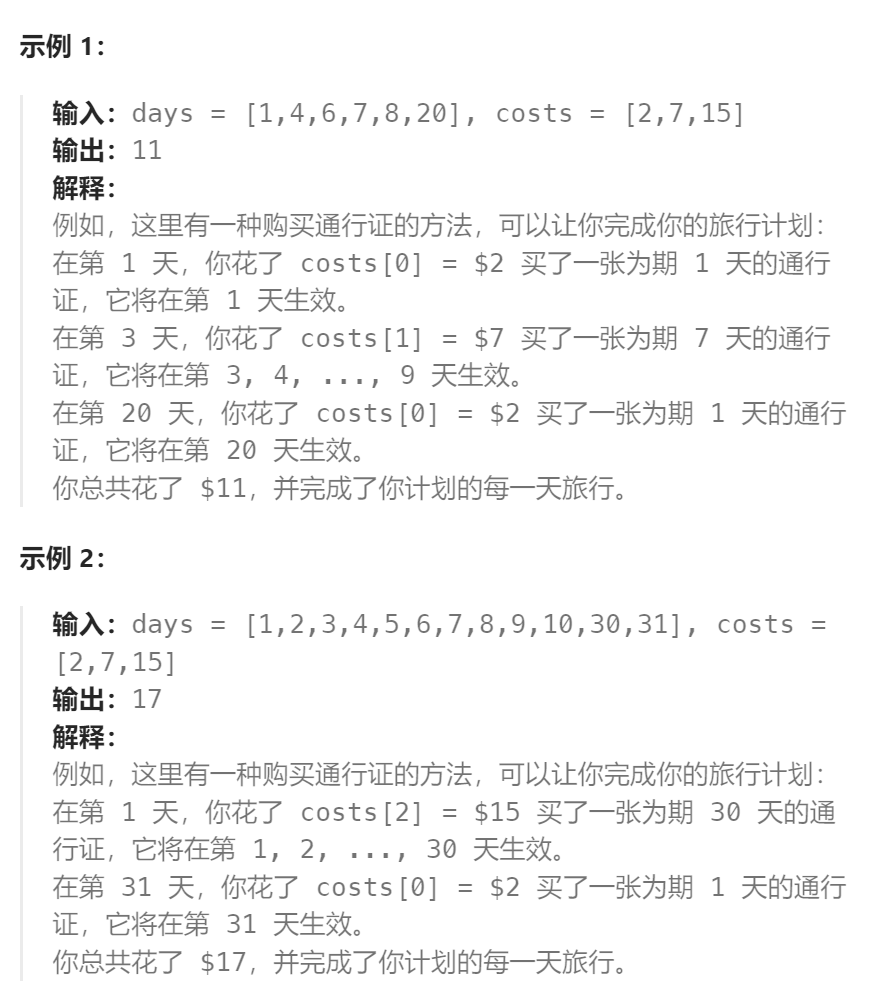 示例 1：
输入：days = [1,4,6,7,8,20], costs = [2,7,15]
输出：11
解释：
例如，这里有一种购买通行证的方法，可以让你完成你的旅行计划：
在第 1 天，你花了 costs[0] = $2 买了一张为期 1 天的通行
证，它将在第 1 天生效。
在第 3 天，你花了 costs[1] = $7 买了一张为期 7 天的通行
证，它将在第 3, 4, ..., 9 天生效。
在第 20 天，你花了 costs[0] = $2 买了一张为期 1 天的通行
证，它将在第 20 天生效。
你总共花了 $11，并完成了你计划的每一天旅行。
示例 2：
输入：days = [1,2,3,4,5,6,7,8,9,10,30,31], costs =
[2,7,15]
输出：17
解释：
例如，这里有一种购买通行证的方法，可以让你完成你的旅行计划：
在第 1 天，你花了 costs[2] = $15 买了一张为期 30 天的通
行证，它将在第 1, 2, ..., 30 天生效。
在第 31 天，你花了 costs[0] = $2 买了一张为期 1 天的通行
证，它将在第 31 天生效。
你总共花了 $17，并完成了你计划的每一天旅行。